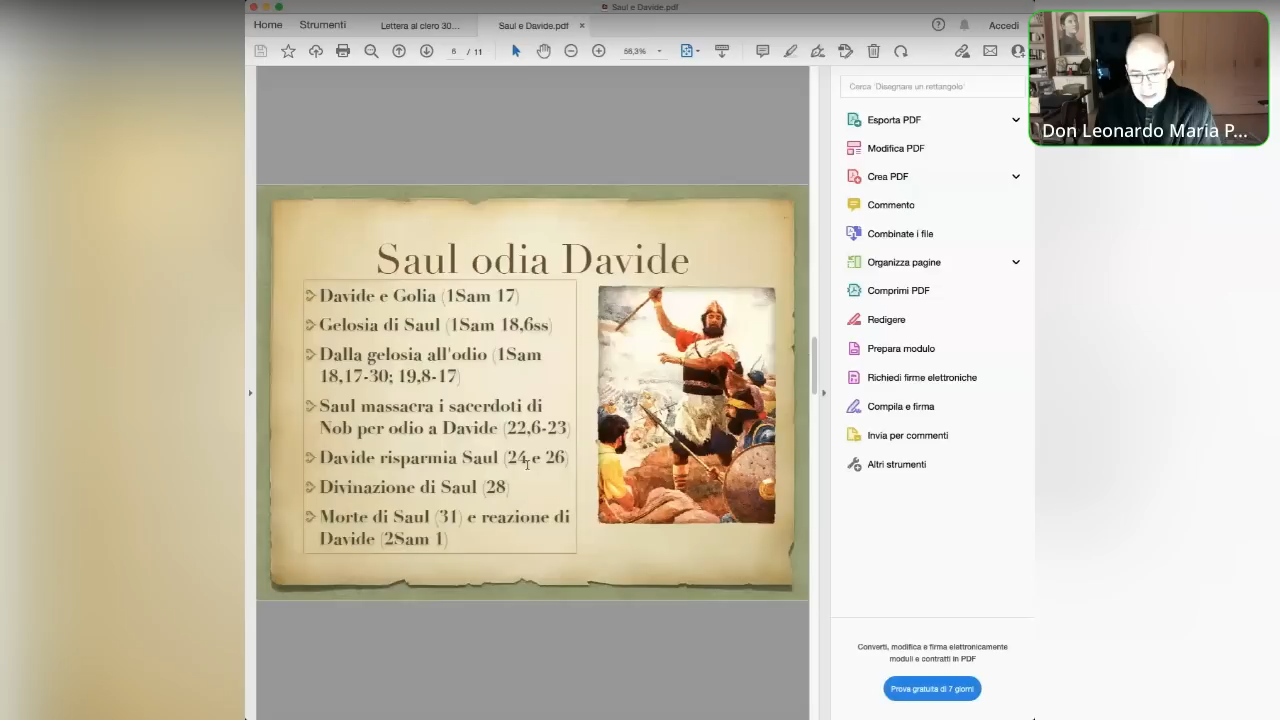 Saul e Davide.pdf
Home
Strumenti
Lettera al clero 30...
Saul e Davide.pdf
×
Accedi
6 / 11
56,3%
Cerca 'Disegnare un rettangolo'
Esporta PDF
Modifica PDF
Crea PDF
Commento
Combinate i file
Organizza pagine
Comprimi PDF
Redigere
Prepara modulo
Richiedi firme elettroniche
Compila e firma
Invia per commenti
Altri strumenti
Converti, modifica e firma elettronicamente
moduli e contratti in PDF
Prova gratuita di 7 giorni
Don Leonardo Maria P...
Saul odia Davide
Davide e Golia (1Sam 17)
Gelosia di Saul (1Sam 18,6ss)
Dalla gelosia all'odio (1Sam
18,17-30; 19,8-17)
Saul massacra i sacerdoti di
Nob per odio a Davide (22,6-23)
Davide risparmia Saul (24 e 26)
Divinazione di Saul (28)
Morte di Saul (31) e reazione di
Davide (2Sam 1)